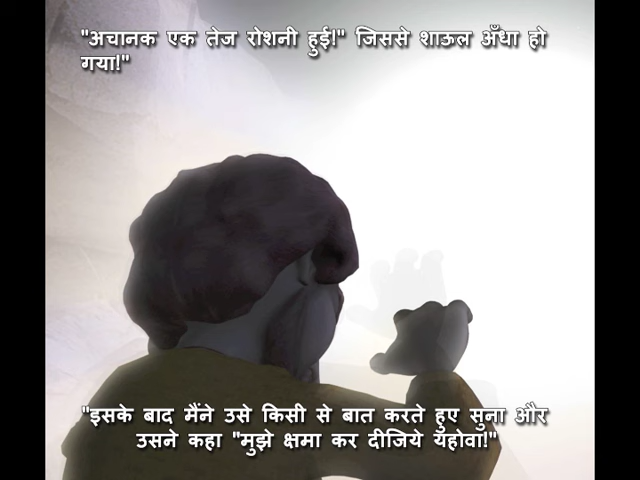 "अचानक एक तेज रोशनी हुई!" जिससे शाऊल अँधा हो
गया!"
"इसके बाद मैंने उसे किसी से बात करते हुए सुना और
उसने कहा "मुझे क्षमा कर दीजिये यहोवा!"